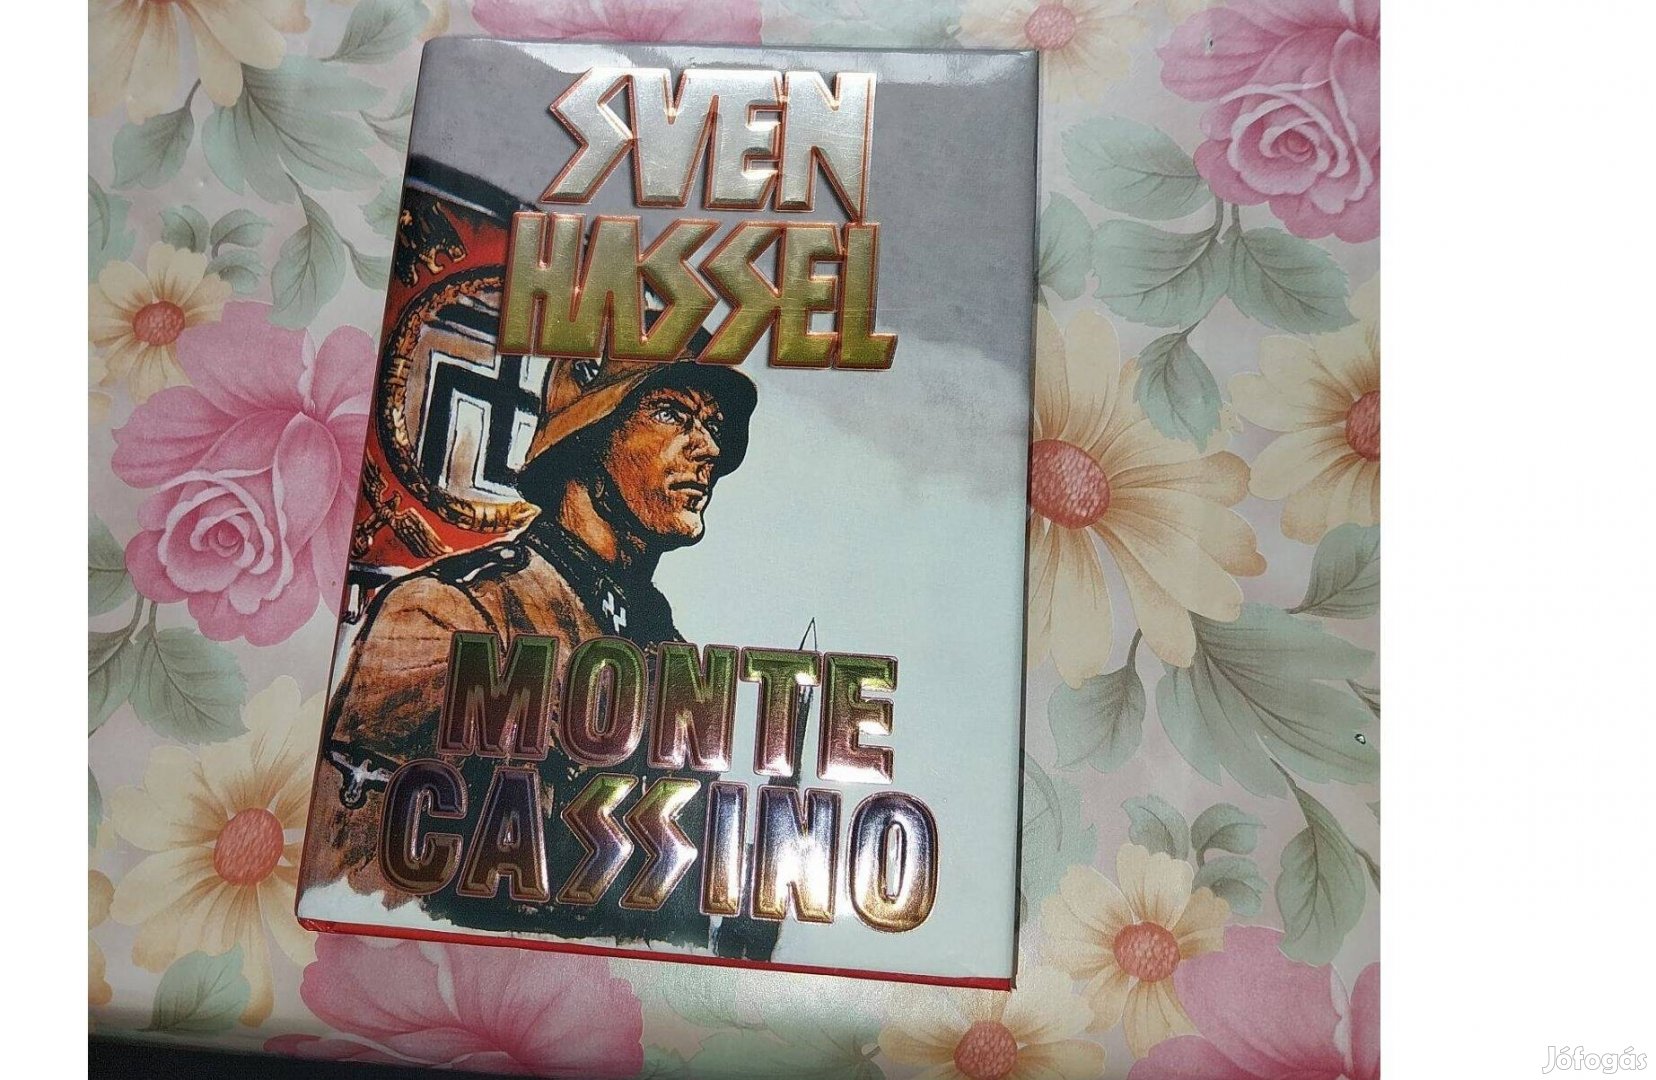 SVEN
HASSEL
MONTE
CASSINO
Jófogás